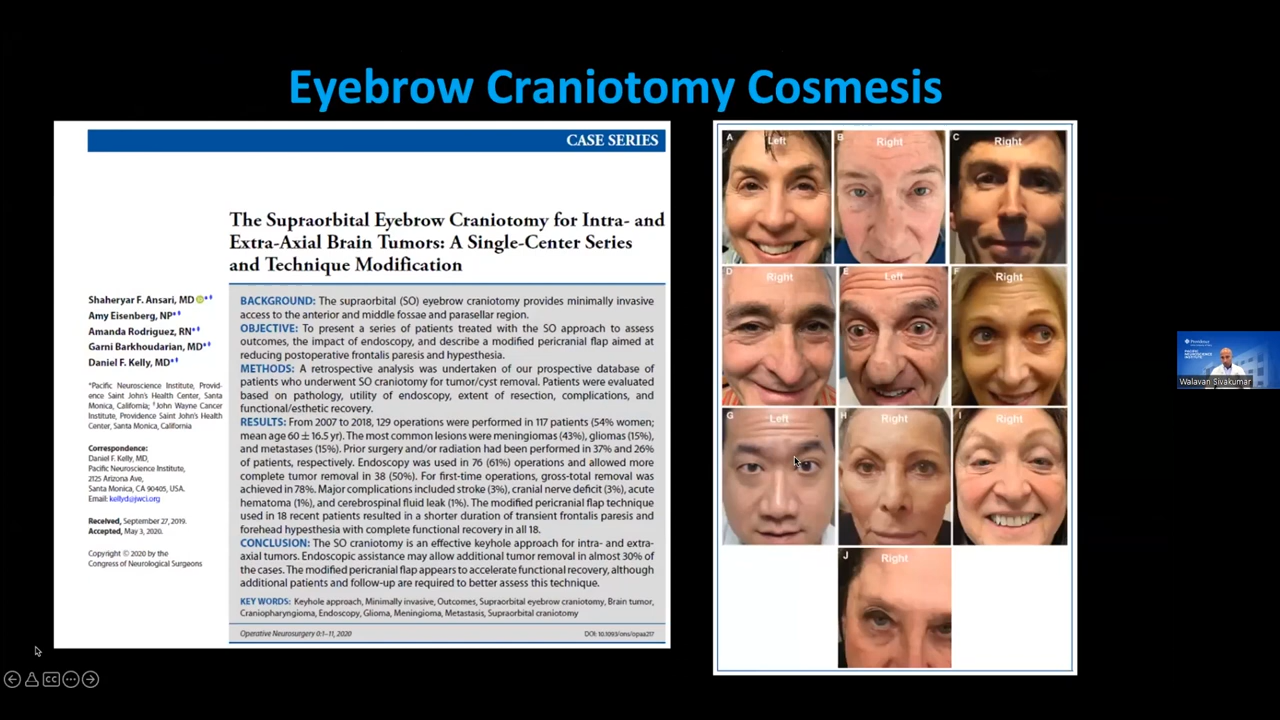 Eyebrow Craniotomy Cosmesis
CASE SERIES
The Supraorbital Eyebrow Craniotomy for Intra- and
Extra-Axial Brain Tumors: A Single-Center Series
and Technique Modification
Shaheryar F. Ansari, MD
Amy Eisenberg, NP
Amanda Rodriguez, RN
Garni Barkhoudarian, MD
Daniel F. Kelly, MD
*Pacific Neuroscience Institute, Provid-
ence Saint John's Health Center, Santa
Monica, California; ‡John Wayne Cancer
Institute, Providence Saint John's Health
Center, Santa Monica, California
Correspondence:
Daniel F. Kelly, MD,
Pacific Neuroscience Institute,
2125 Arizona Ave,
Santa Monica, CA 90405, USA.
Email: kellyd@jwci.org
Received, September 27, 2019.
Accepted, May 3, 2020.
Copyright © 2020 by the
Congress of Neurological Surgeons
BACKGROUND: The supraorbital (SO) eyebrow craniotomy provides minimally invasive
access to the anterior and middle fossae and parasellar region.
OBJECTIVE: To present a series of patients treated with the SO approach to assess
outcomes, the impact of endoscopy, and describe a modified pericranial flap aimed at
reducing postoperative frontalis paresis and hypesthesia.
METHODS: A retrospective analysis was undertaken of our prospective database of
patients who underwent SO craniotomy for tumor/cyst removal. Patients were evaluated
based on pathology, utility of endoscopy, extent of resection, complications, and
functional/esthetic recovery.
RESULTS: From 2007 to 2018, 129 operations were performed in 117 patients (54% women;
mean age 60 ± 16.5 yr). The most common lesions were meningiomas (43%), gliomas (15%),
and metastases (15%). Prior surgery and/or radiation had been performed in 37% and 26%
of patients, respectively. Endoscopy was used in 76 (61%) operations and allowed more
complete tumor removal in 38 (50%). For first-time operations, gross-total removal was
achieved in 78%. Major complications included stroke (3%), cranial nerve deficit (3%), acute
hematoma (1%), and cerebrospinal fluid leak (1%). The modified pericranial flap technique
used in 18 recent patients resulted in a shorter duration of transient frontalis paresis and
forehead hypesthesia with complete functional recovery in all 18.
CONCLUSION: The SO craniotomy is an effective keyhole approach for intra- and extra-
axial tumors. Endoscopic assistance may allow additional tumor removal in almost 30% of
the cases. The modified pericranial flap appears to accelerate functional recovery, although
additional patients and follow-up are required to better assess this technique.
KEY WORDS: Keyhole approach, Minimally invasive, Outcomes, Supraorbital eyebrow craniotomy, Brain tumor,
Craniopharyngioma, Endoscopy, Glioma, Meningioma, Metastasis, Supraorbital craniotomy
Operative Neurosurgery 0:1–11, 2020
DOI: 10.1093/ons/opaa217
A Left
B Right
C Right
D Right
E Left
F Right
G Left
H Right
I Right
J Right
Providence
PACIFIC
NEUROSCIENCE
INSTITUTE
Walavan Sivakumar
CC